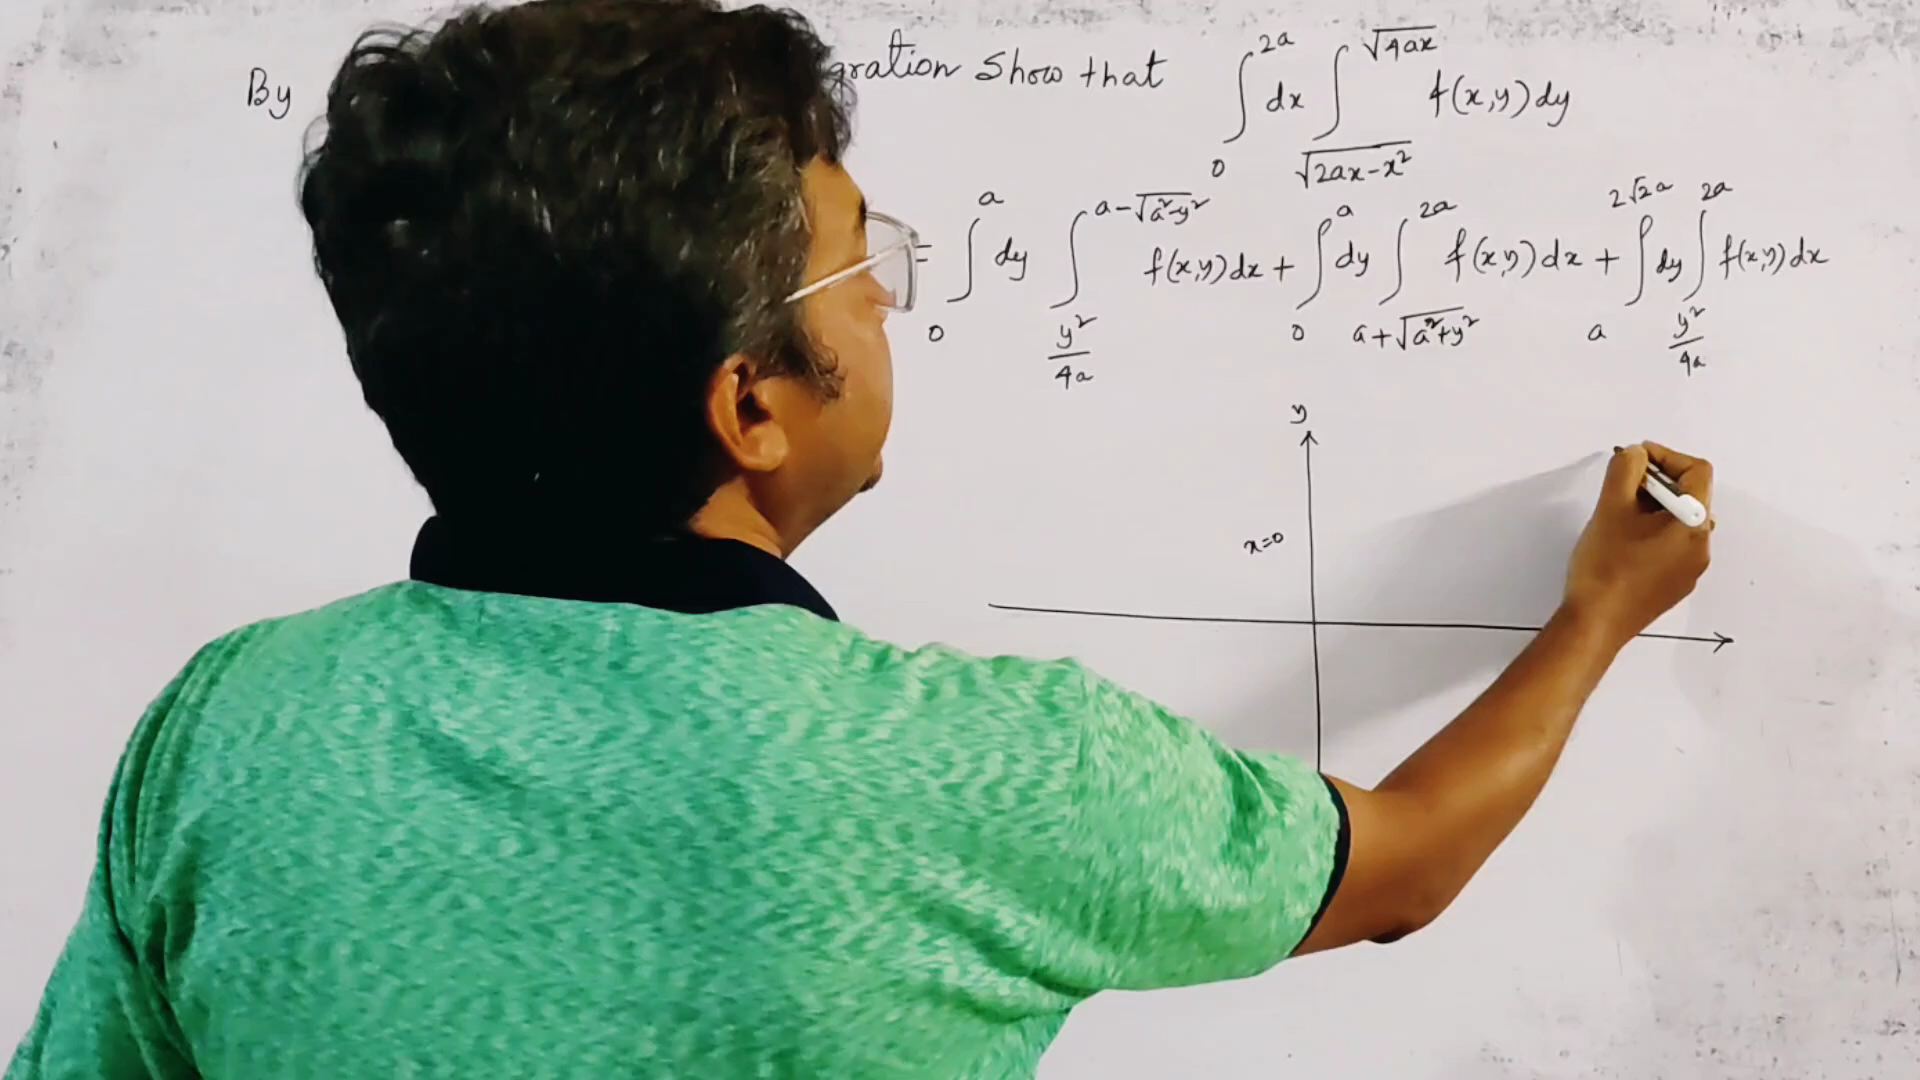 By gration Show that ∫₀^{2a} dx ∫_{√(2ax-x²)}^{√(4ax)} f(x,y) dy
= ∫₀^{a} dy ∫_{y²/4a}^{a-√(a²-y²)} f(x,y) dx + ∫₀^{a} dy ∫_{a+√(a²+y²)}^{2a} f(x,y) dx + ∫_{a}^{2√2a} dy ∫_{y²/4a}^{2a} f(x,y) dx
y
x=0